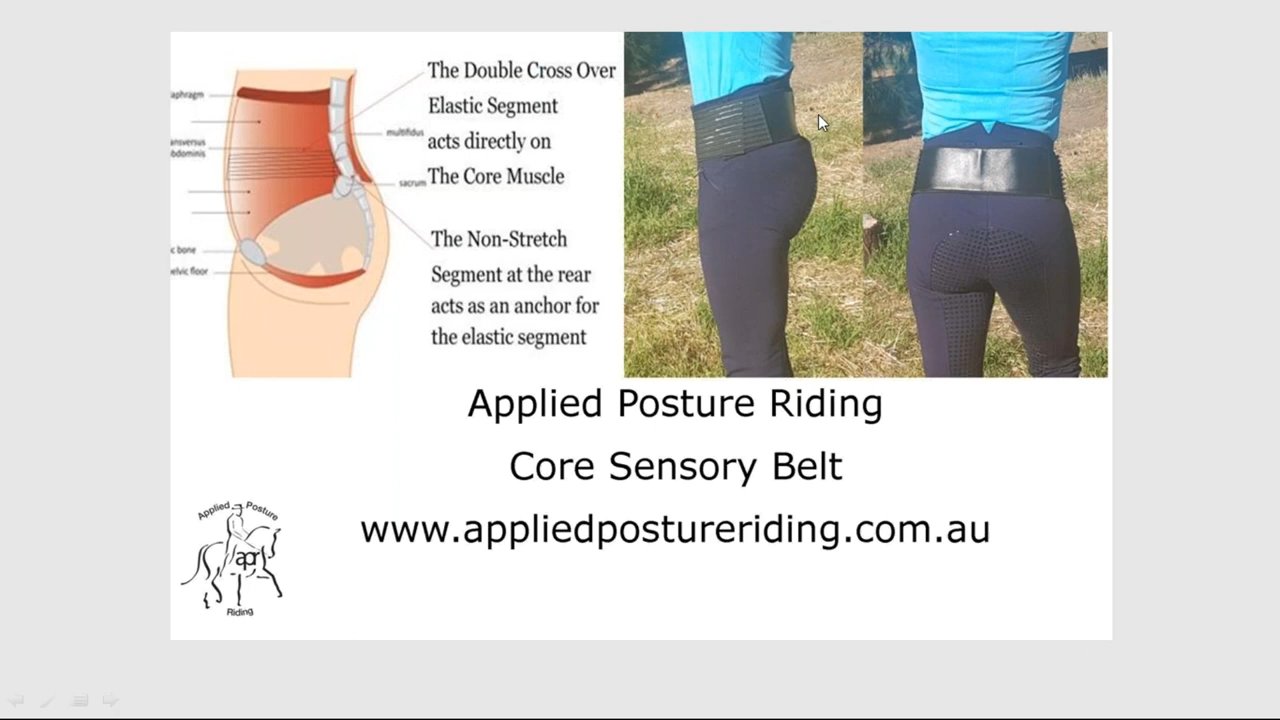 The Double Cross Over
Elastic Segment
acts directly on
The Core Muscle
aphragm
multifidus
ansversus
bdominis
sacrum
The Non-Stretch
Segment at the rear
acts as an anchor for
the elastic segment
c bone
elvic floor
Applied Posture Riding
Core Sensory Belt
www.appliedpostureriding.com.au
Applied Posture
apr
Riding